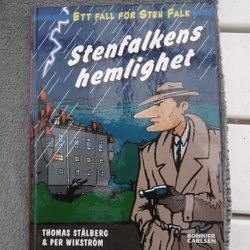 ETT FALL FÖR STEN FALK
Stenfalkens
hemlighet
THOMAS STÅLBERG
& PER WIKSTRÖM
BONNIER
CARLSEN